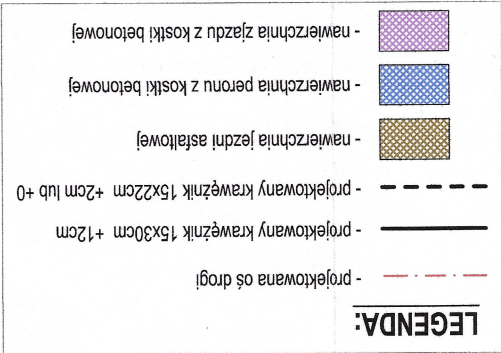 LEGENDA:
- projektowana oś drogi
- projektowany krawężnik 15x30cm +12cm
- projektowany krawężnik 15x22cm +2cm lub +0
- nawierzchnia jezdni asfaltowej
- nawierzchnia peronu z kostki betonowej
- nawierzchnia zjazdu z kostki betonowej